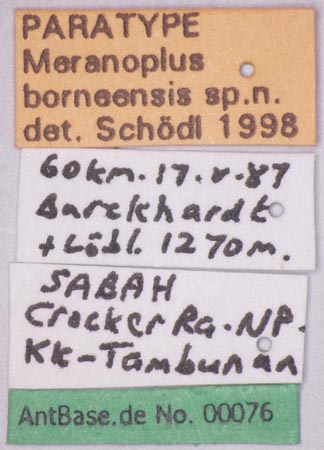 PARATYPE
Meranoplus
borneensis sp.n.
det. Schödl 1998
60km. 17.v.87
Burckhardt
+ Löbl. 1270m.
SABAH
Crocker Ra. NP.
KK-Tambunan
AntBase.de No. 00076